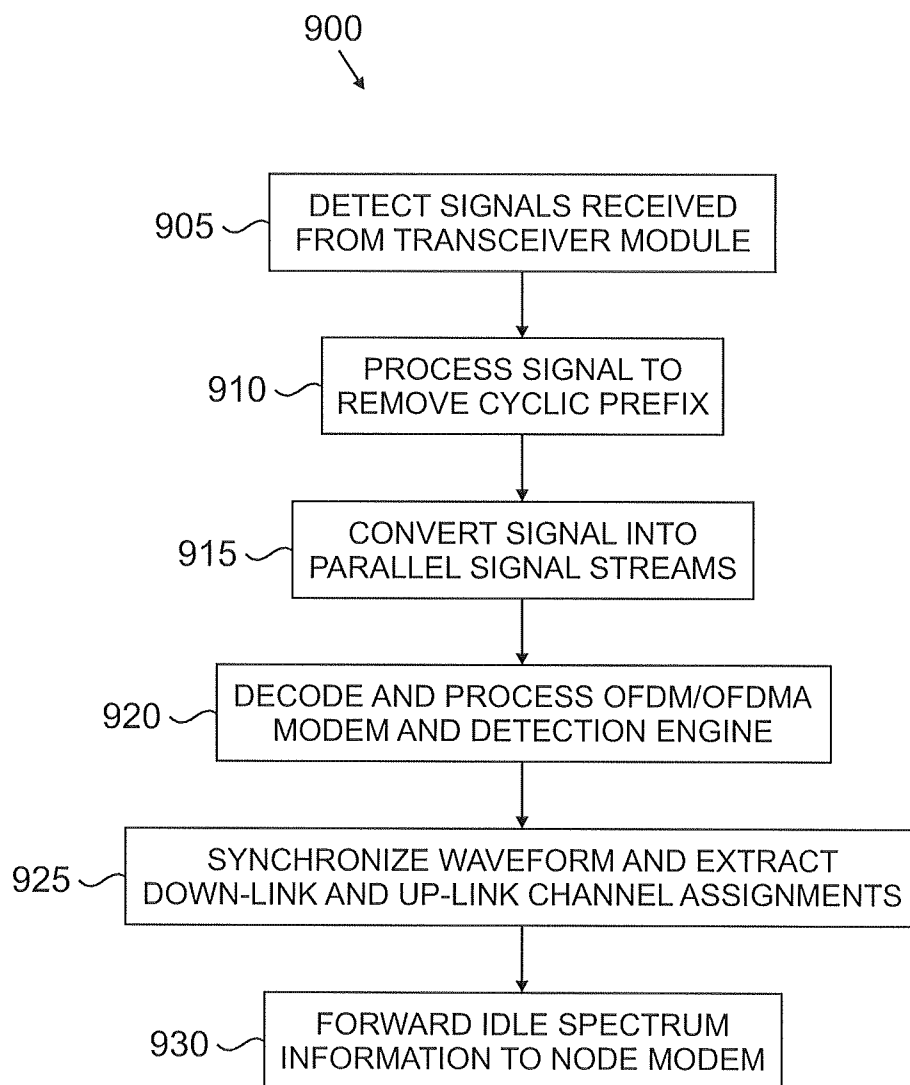 900
905
DETECT SIGNALS RECEIVED
FROM TRANSCEIVER MODULE
910
PROCESS SIGNAL TO
REMOVE CYCLIC PREFIX
915
CONVERT SIGNAL INTO
PARALLEL SIGNAL STREAMS
920
DECODE AND PROCESS OFDM/OFDMA
MODEM AND DETECTION ENGINE
925
SYNCHRONIZE WAVEFORM AND EXTRACT
DOWN-LINK AND UP-LINK CHANNEL ASSIGNMENTS
930
FORWARD IDLE SPECTRUM
INFORMATION TO NODE MODEM